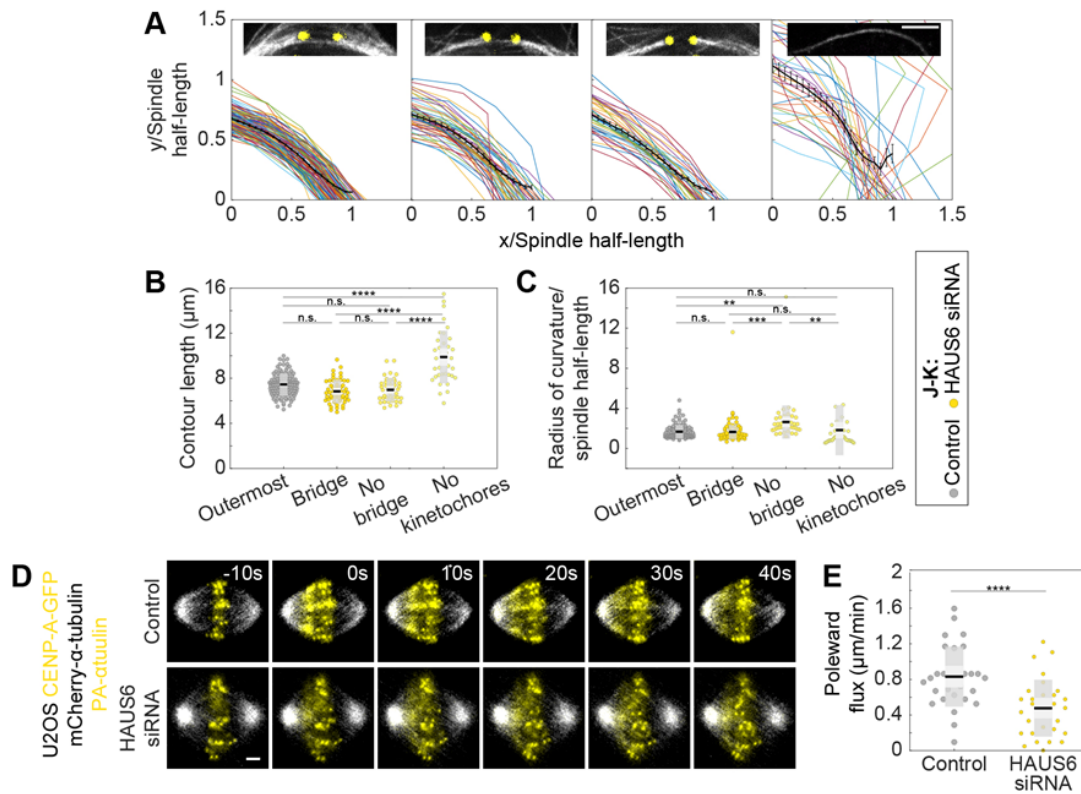 A
y/Spindle
half-length
1.5
1
0.5
0
0 0.5 1
0 0.5 1
0 0.5 1
0 0.5 1 1.5
x/Spindle half-length
B
Contour length (μm)
16
12
8
4
0
****
n.s.
****
n.s. n.s. ****
Outermost
Bridge
No
bridge
No
kinetochores
C
Radius of curvature/
spindle half-length
16
12
8
4
0
n.s.
**
n.s.
n.s. *** **
Outermost
Bridge
No
bridge
No
kinetochores
J-K:
Control HAUS6 siRNA
D
U2OS CENP-A-GFP
mCherry-α-tubulin
PA-αtuulin
Control
HAUS6
siRNA
-10s 0s 10s 20s 30s 40s
E
Poleward
flux (μm/min)
2
1.6
1.2
0.8
0.4
0
****
Control
HAUS6
siRNA